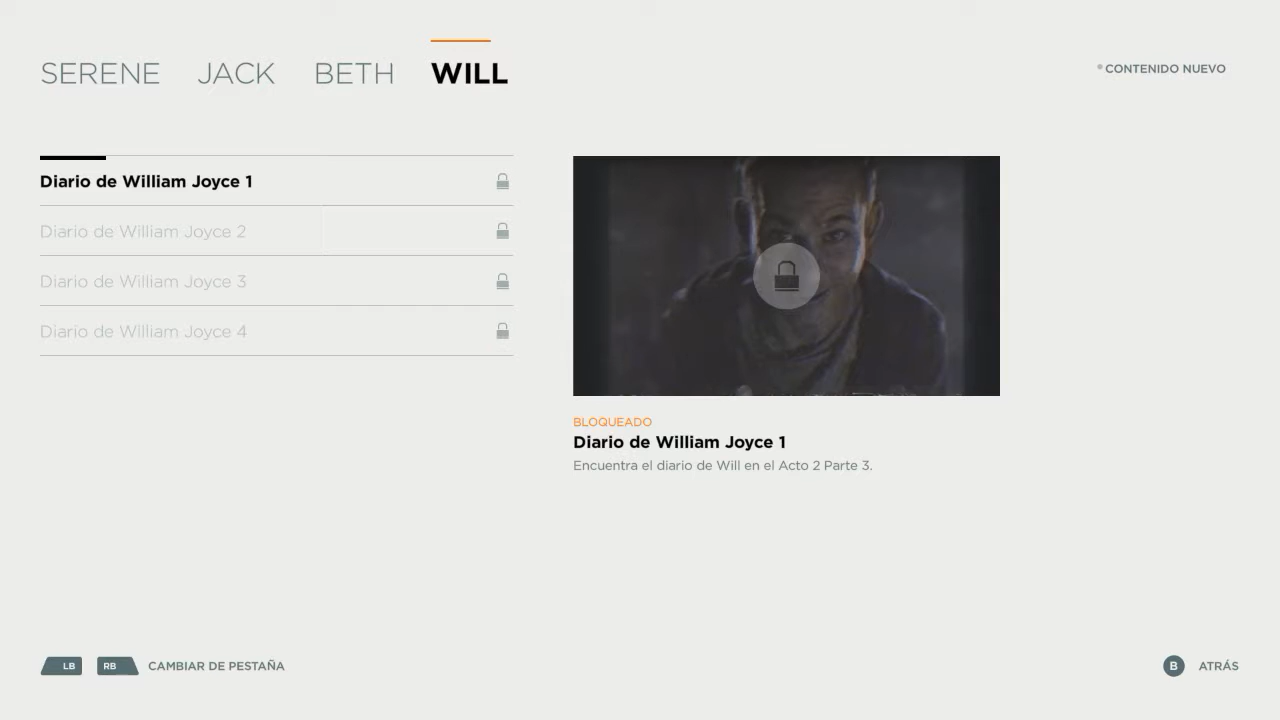 SERENE JACK BETH WILL
CONTENIDO NUEVO
Diario de William Joyce 1
Diario de William Joyce 2
Diario de William Joyce 3
Diario de William Joyce 4
BLOQUEADO
Diario de William Joyce 1
Encuentra el diario de Will en el Acto 2 Parte 3.
LB RB CAMBIAR DE PESTAÑA
B ATRÁS